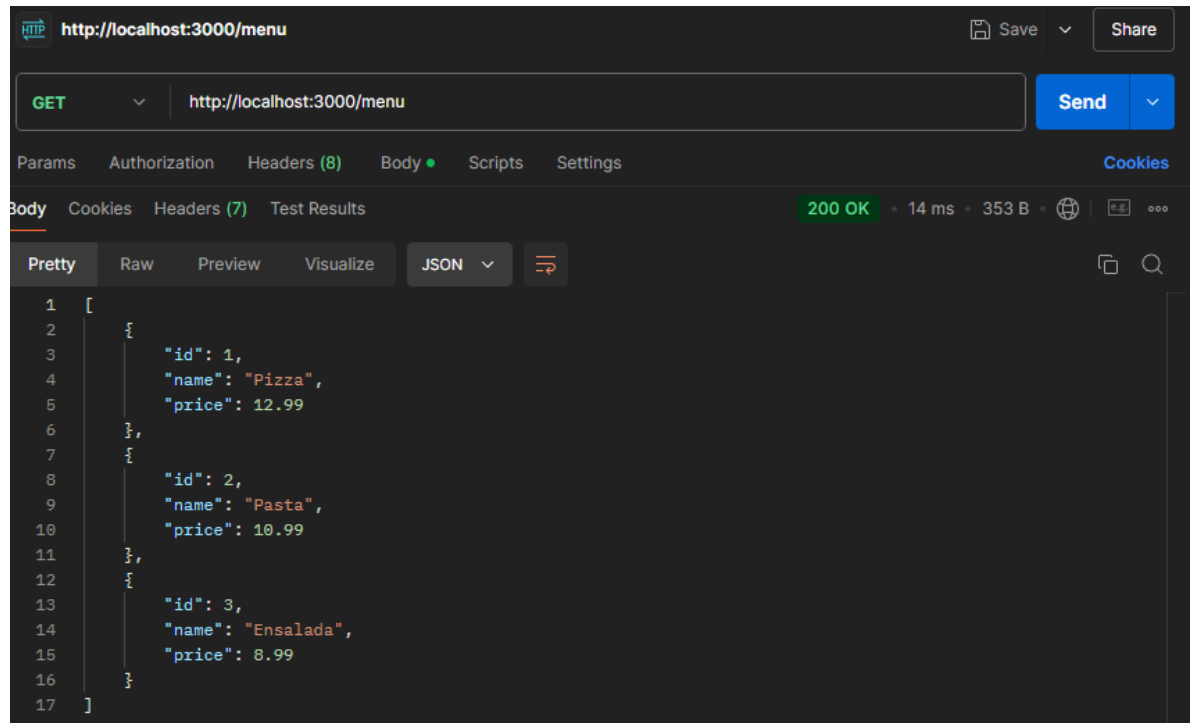 HTTP http://localhost:3000/menu Save Share
GET http://localhost:3000/menu Send
Params Authorization Headers (8) Body Scripts Settings Cookies
Body Cookies Headers (7) Test Results 200 OK 14 ms 353 B e.g.
Pretty Raw Preview Visualize JSON
1 [
2 {
3 "id": 1,
4 "name": "Pizza",
5 "price": 12.99
6 },
7 {
8 "id": 2,
9 "name": "Pasta",
10 "price": 10.99
11 },
12 {
13 "id": 3,
14 "name": "Ensalada",
15 "price": 8.99
16 }
17 ]